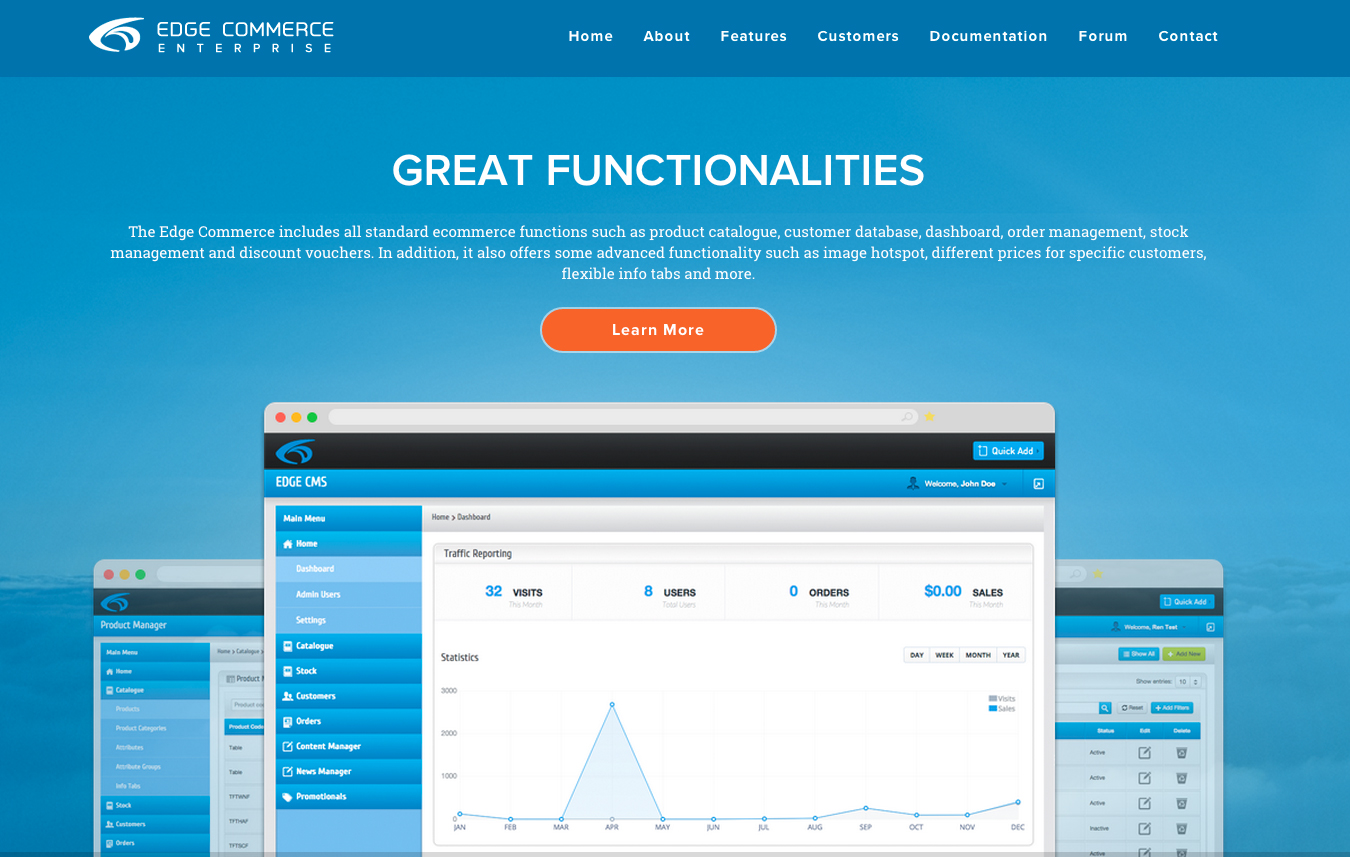 EDGE COMMERCE
ENTERPRISE
Home About Features Customers Documentation Forum Contact
GREAT FUNCTIONALITIES
The Edge Commerce includes all standard ecommerce functions such as product catalogue, customer database, dashboard, order management, stock
management and discount vouchers. In addition, it also offers some advanced functionality such as image hotspot, different prices for specific customers,
flexible info tabs and more.
Learn More
Quick Add
EDGE CMS
Welcome, John Doe
Main Menu
Home
Dashboard
Admin Users
Settings
Catalogue
Stock
Customers
Orders
Content Manager
News Manager
Promotionals
Home > Dashboard
Traffic Reporting
32 VISITS
This Month
8 USERS
Total Users
0 ORDERS
This Month
$0.00 SALES
This Month
Statistics
DAY WEEK MONTH YEAR
Visits
Sales
3000
2000
1000
0
JAN FEB MAR APR MAY JUN JUL AUG SEP OCT NOV DEC
Product Manager
Main Menu
Home
Catalogue
Products
Product Categories
Attributes
Attribute Groups
Info Tabs
Stock
Customers
Orders
Home > Catalogue >
Product
Product
Product Code
Table
Table
TFTWNF
TFTHAP
TFTSCF
Quick Add
Welcome, Ren Test
Show All Add New
Show entries: 10
Reset Add Filters
Status Edit Delete
Active
Active
Active
Inactive
Active